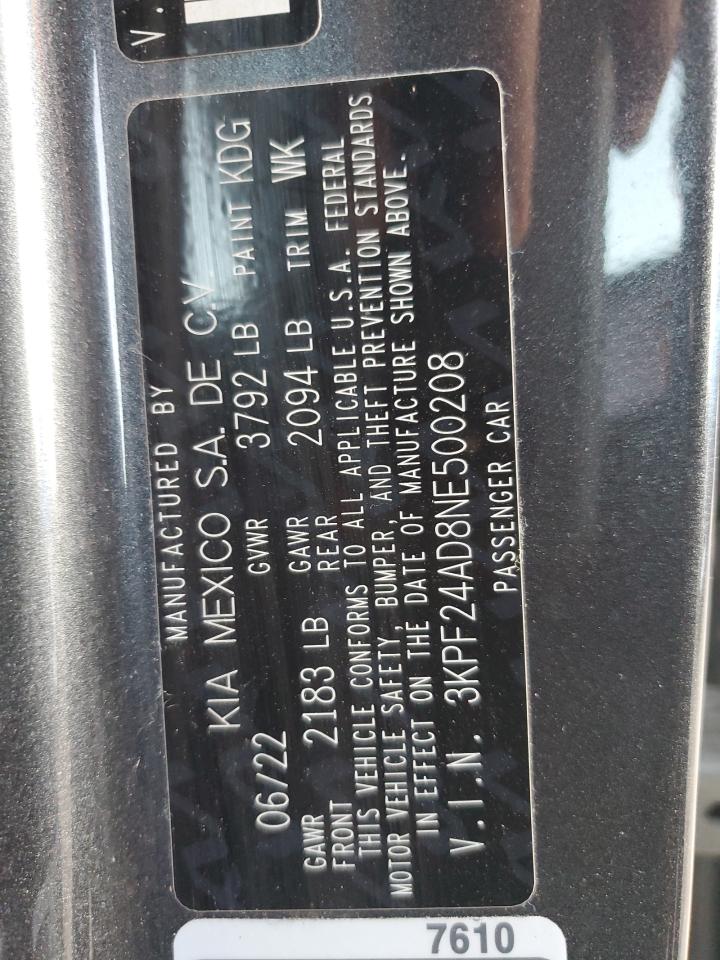 V.
MANUFACTURED BY
KIA MEXICO S.A. DE C.V.
06/22 GVWR 3792 LB PAINT KDG
GAWR FRONT 2183 LB GAWR REAR 2094 LB TRIM WK
THIS VEHICLE CONFORMS TO ALL APPLICABLE U.S.A. FEDERAL
MOTOR VEHICLE SAFETY, BUMPER, AND THEFT PREVENTION STANDARDS
IN EFFECT ON THE DATE OF MANUFACTURE SHOWN ABOVE.
V.I.N. 3KPF24AD8NE500208
PASSENGER CAR
7610